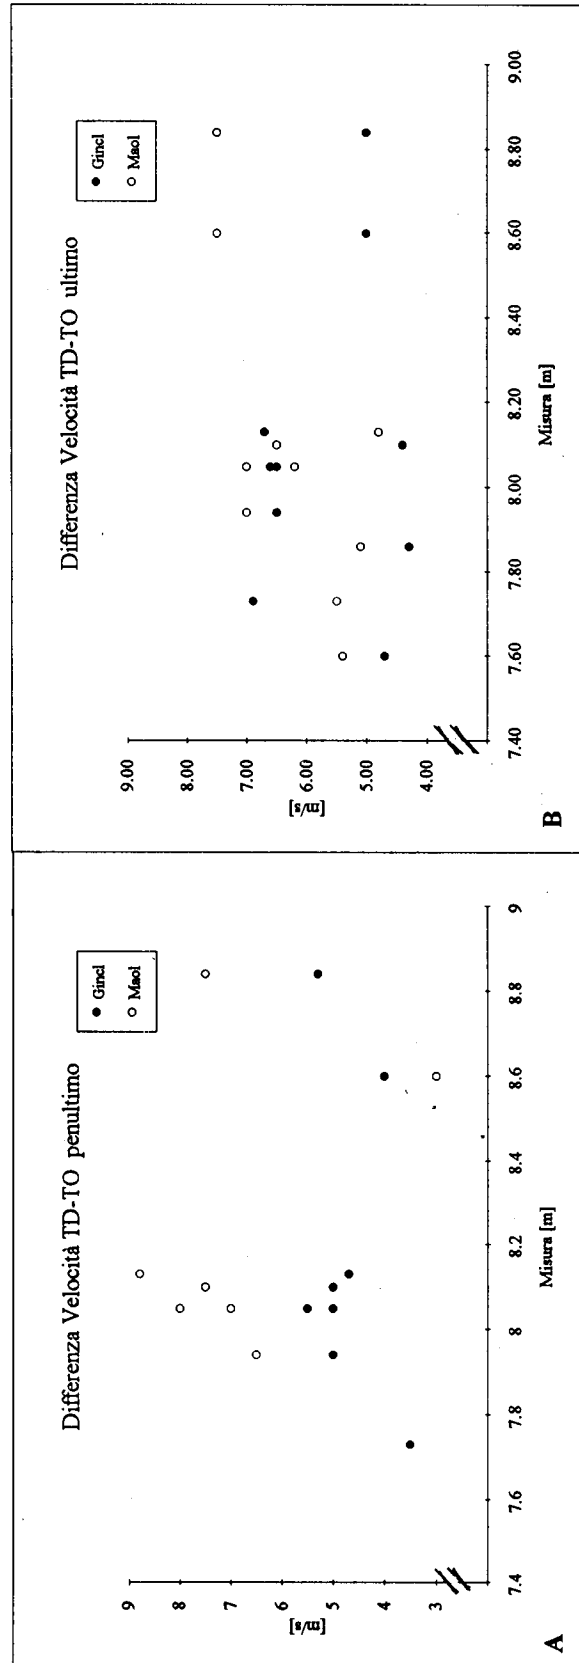 Differenza Velocità TD-TO penultimo
Gincl
Maol
[m/s]
9
8
7
6
5
4
3
7.4
7.6
7.8
8
8.2
8.4
8.6
8.8
9
Misura [m]
A
Differenza Velocità TD-TO ultimo
Gincl
Maol
[m/s]
9.00
8.00
7.00
6.00
5.00
4.00
7.40
7.60
7.80
8.00
8.20
8.40
8.60
8.80
9.00
Misura [m]
B